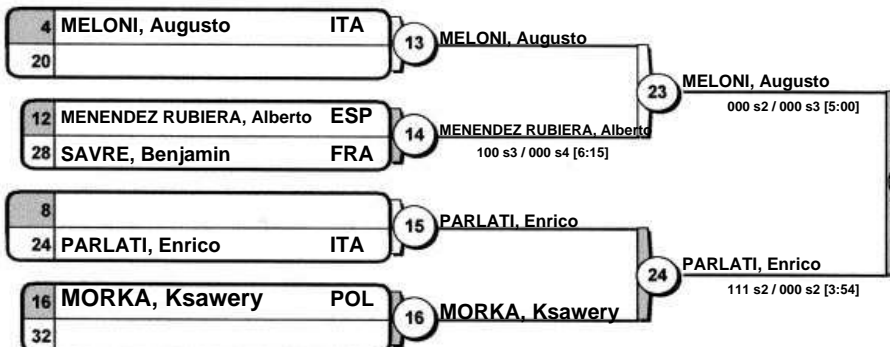 4 MELONI, Augusto ITA
20
13 MELONI, Augusto
12 MENENDEZ RUBIERA, Alberto ESP
28 SAVRE, Benjamin FRA
14 MENENDEZ RUBIERA, Alberto
100 s3 / 000 s4 [6:15]
23 MELONI, Augusto
000 s2 / 000 s3 [5:00]
8
24 PARLATI, Enrico ITA
15 PARLATI, Enrico
16 MORKA, Ksawery POL
32
16 MORKA, Ksawery
24 PARLATI, Enrico
111 s2 / 000 s2 [3:54]